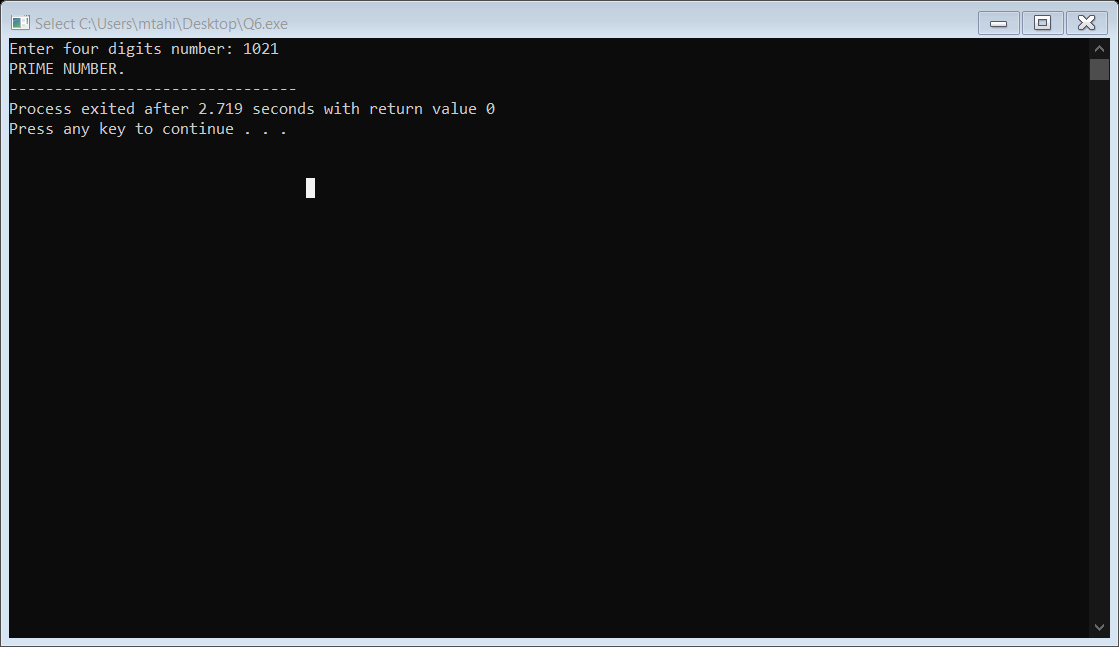 Select C:\Users\mtahi\Desktop\Q6.exe
Enter four digits number: 1021
PRIME NUMBER.
--------------------------------
Process exited after 2.719 seconds with return value 0
Press any key to continue . . .